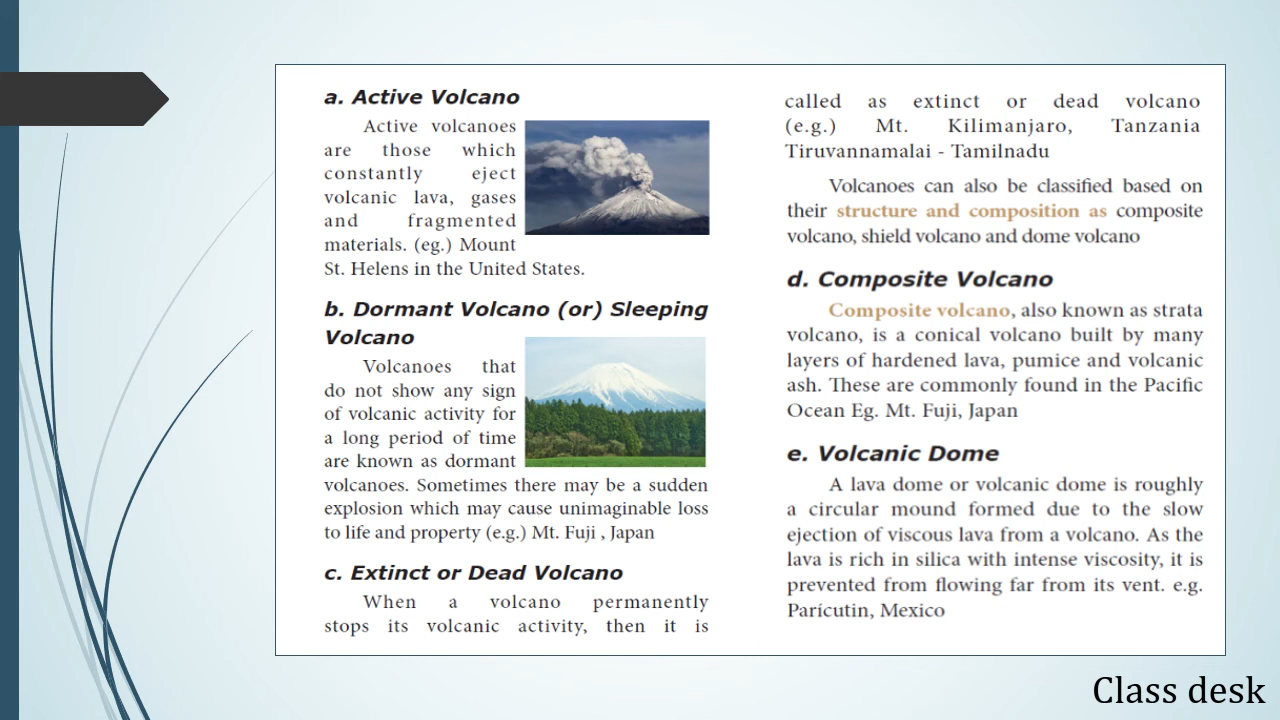 a. Active Volcano
Active volcanoes
are those which
constantly eject
volcanic lava, gases
and fragmented
materials. (eg.) Mount
St. Helens in the United States.
b. Dormant Volcano (or) Sleeping
Volcano
Volcanoes that
do not show any sign
of volcanic activity for
a long period of time
are known as dormant
volcanoes. Sometimes there may be a sudden
explosion which may cause unimaginable loss
to life and property (e.g.) Mt. Fuji , Japan
c. Extinct or Dead Volcano
When a volcano permanently
stops its volcanic activity, then it is
called as extinct or dead volcano
(e.g.) Mt. Kilimanjaro, Tanzania
Tiruvannamalai - Tamilnadu
Volcanoes can also be classified based on
their structure and composition as composite
volcano, shield volcano and dome volcano
d. Composite Volcano
Composite volcano, also known as strata
volcano, is a conical volcano built by many
layers of hardened lava, pumice and volcanic
ash. These are commonly found in the Pacific
Ocean Eg. Mt. Fuji, Japan
e. Volcanic Dome
A lava dome or volcanic dome is roughly
a circular mound formed due to the slow
ejection of viscous lava from a volcano. As the
lava is rich in silica with intense viscosity, it is
prevented from flowing far from its vent. e.g.
Parícutin, Mexico
Class desk